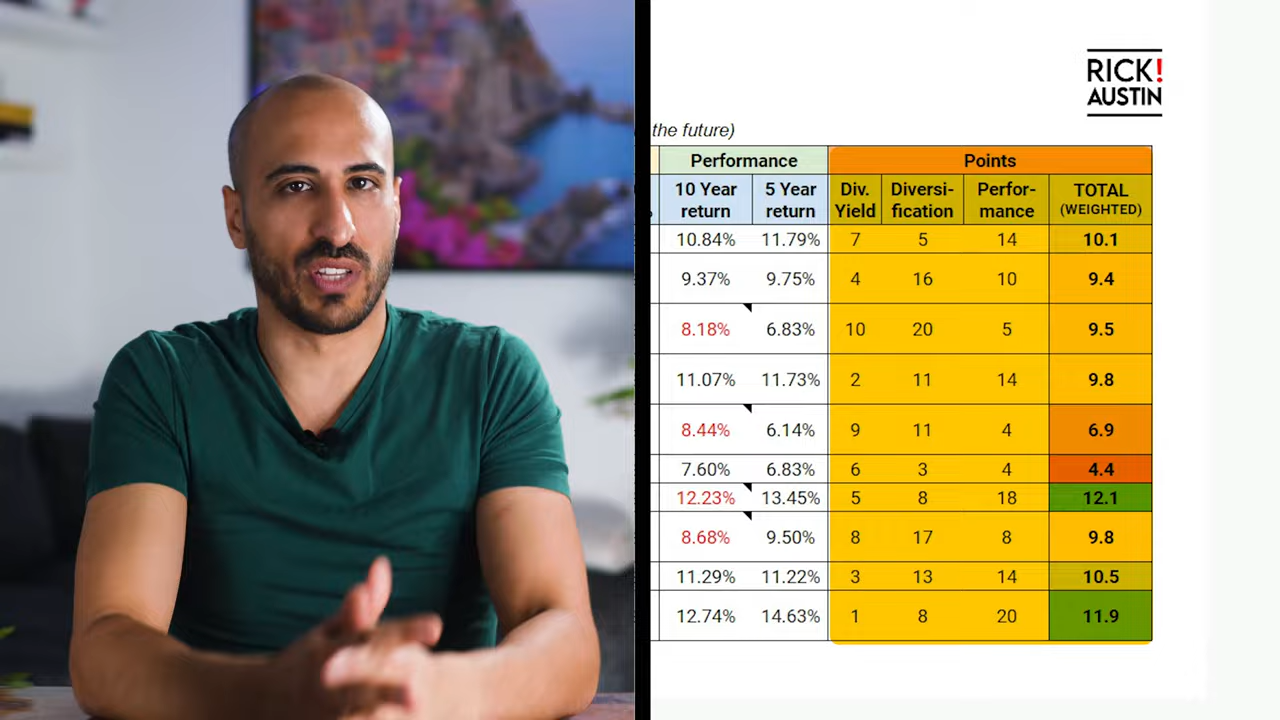 RICK!
AUSTIN
the future)
Performance Points
10 Year return 5 Year return Div. Yield Diversi-fication Perfor-mance TOTAL (WEIGHTED)
10.84% 11.79% 7 5 14 10.1
9.37% 9.75% 4 16 10 9.4
8.18% 6.83% 10 20 5 9.5
11.07% 11.73% 2 11 14 9.8
8.44% 6.14% 9 11 4 6.9
7.60% 6.83% 6 3 4 4.4
12.23% 13.45% 5 8 18 12.1
8.68% 9.50% 8 17 8 9.8
11.29% 11.22% 3 13 14 10.5
12.74% 14.63% 1 8 20 11.9